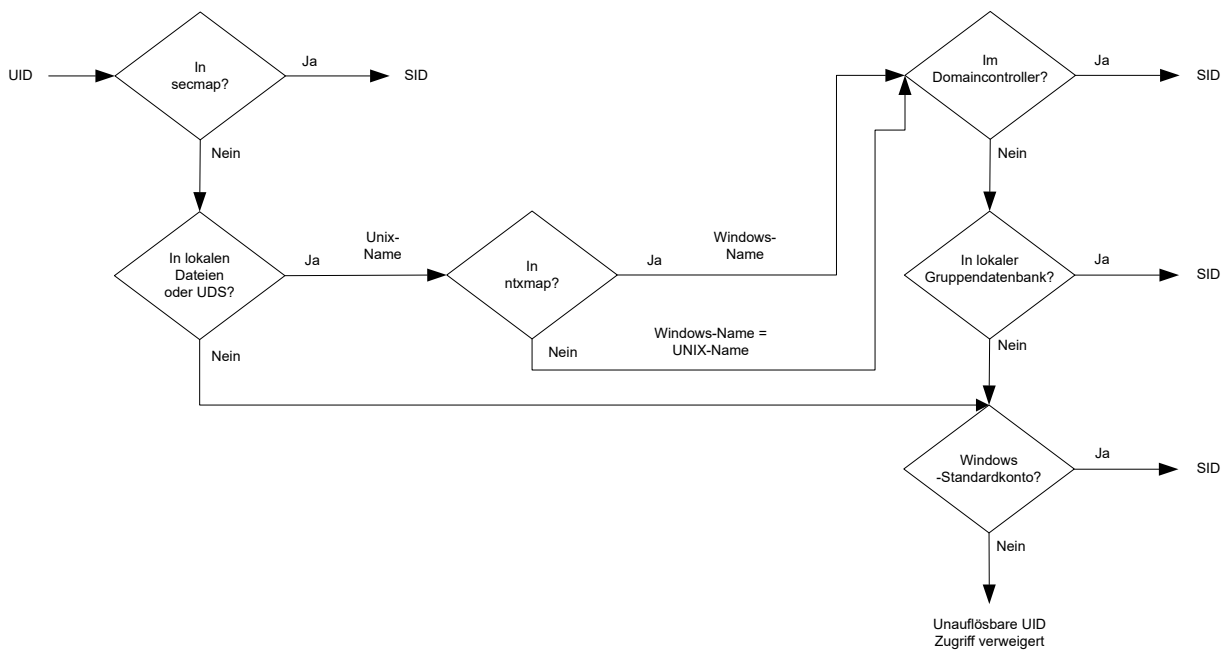 UID
In
secmap?
Ja
SID
Nein
Im
Domaincontroller?
Ja
SID
Nein
In lokalen
Dateien
oder UDS?
Ja
Unix-
Name
Nein
In
ntxmap?
Ja
Windows-
Name
Nein
Windows-Name =
UNIX-Name
In lokaler
Gruppendatenbank?
Ja
SID
Nein
Windows
-Standardkonto?
Ja
SID
Nein
Unauflösbare UID
Zugriff verweigert